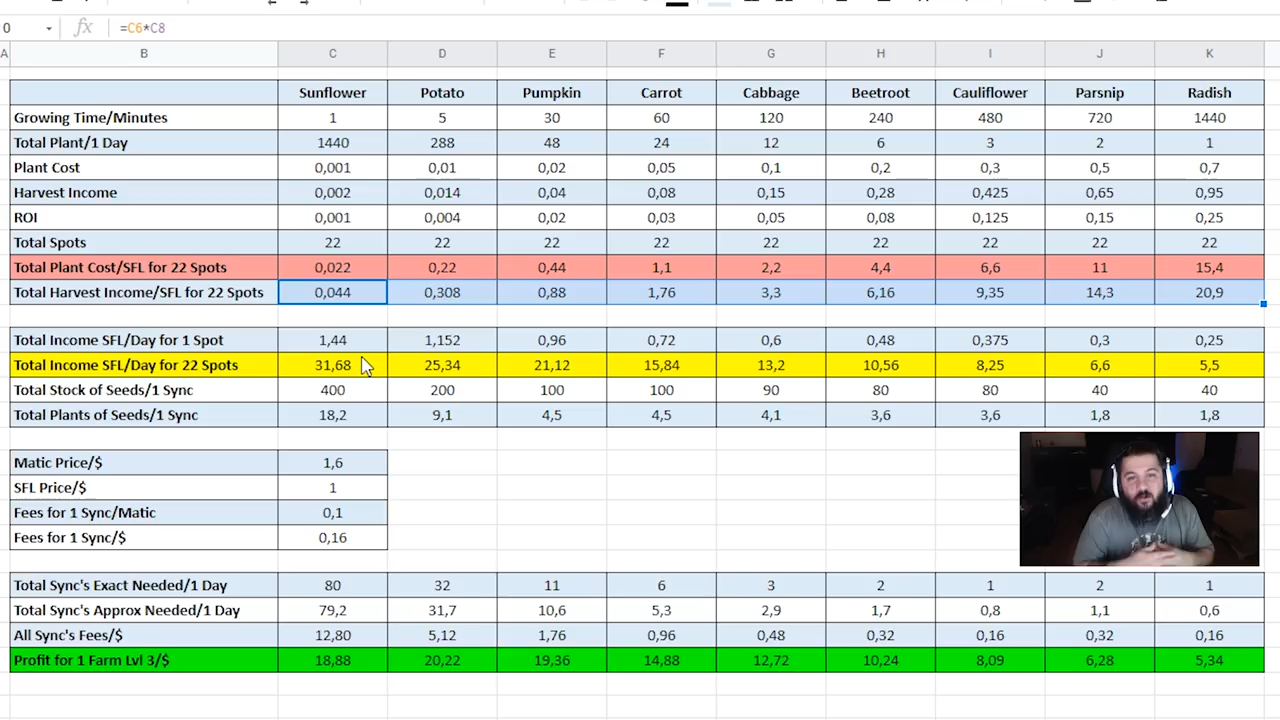 0 fx =C6*C8
A B C D E F G H I J K
Sunflower Potato Pumpkin Carrot Cabbage Beetroot Cauliflower Parsnip Radish
Growing Time/Minutes 1 5 30 60 120 240 480 720 1440
Total Plant/1 Day 1440 288 48 24 12 6 3 2 1
Plant Cost 0,001 0,01 0,02 0,05 0,1 0,2 0,3 0,5 0,7
Harvest Income 0,002 0,014 0,04 0,08 0,15 0,28 0,425 0,65 0,95
ROI 0,001 0,004 0,02 0,03 0,05 0,08 0,125 0,15 0,25
Total Spots 22 22 22 22 22 22 22 22 22
Total Plant Cost/SFL for 22 Spots 0,022 0,22 0,44 1,1 2,2 4,4 6,6 11 15,4
Total Harvest Income/SFL for 22 Spots 0,044 0,308 0,88 1,76 3,3 6,16 9,35 14,3 20,9
Total Income SFL/Day for 1 Spot 1,44 1,152 0,96 0,72 0,6 0,48 0,375 0,3 0,25
Total Income SFL/Day for 22 Spots 31,68 25,34 21,12 15,84 13,2 10,56 8,25 6,6 5,5
Total Stock of Seeds/1 Sync 400 200 100 100 90 80 80 40 40
Total Plants of Seeds/1 Sync 18,2 9,1 4,5 4,5 4,1 3,6 3,6 1,8 1,8
Matic Price/$ 1,6
SFL Price/$ 1
Fees for 1 Sync/Matic 0,1
Fees for 1 Sync/$ 0,16
Total Sync's Exact Needed/1 Day 80 32 11 6 3 2 1 2 1
Total Sync's Approx Needed/1 Day 79,2 31,7 10,6 5,3 2,9 1,7 0,8 1,1 0,6
All Sync's Fees/$ 12,80 5,12 1,76 0,96 0,48 0,32 0,16 0,32 0,16
Profit for 1 Farm Lvl 3/$ 18,88 20,22 19,36 14,88 12,72 10,24 8,09 6,28 5,34